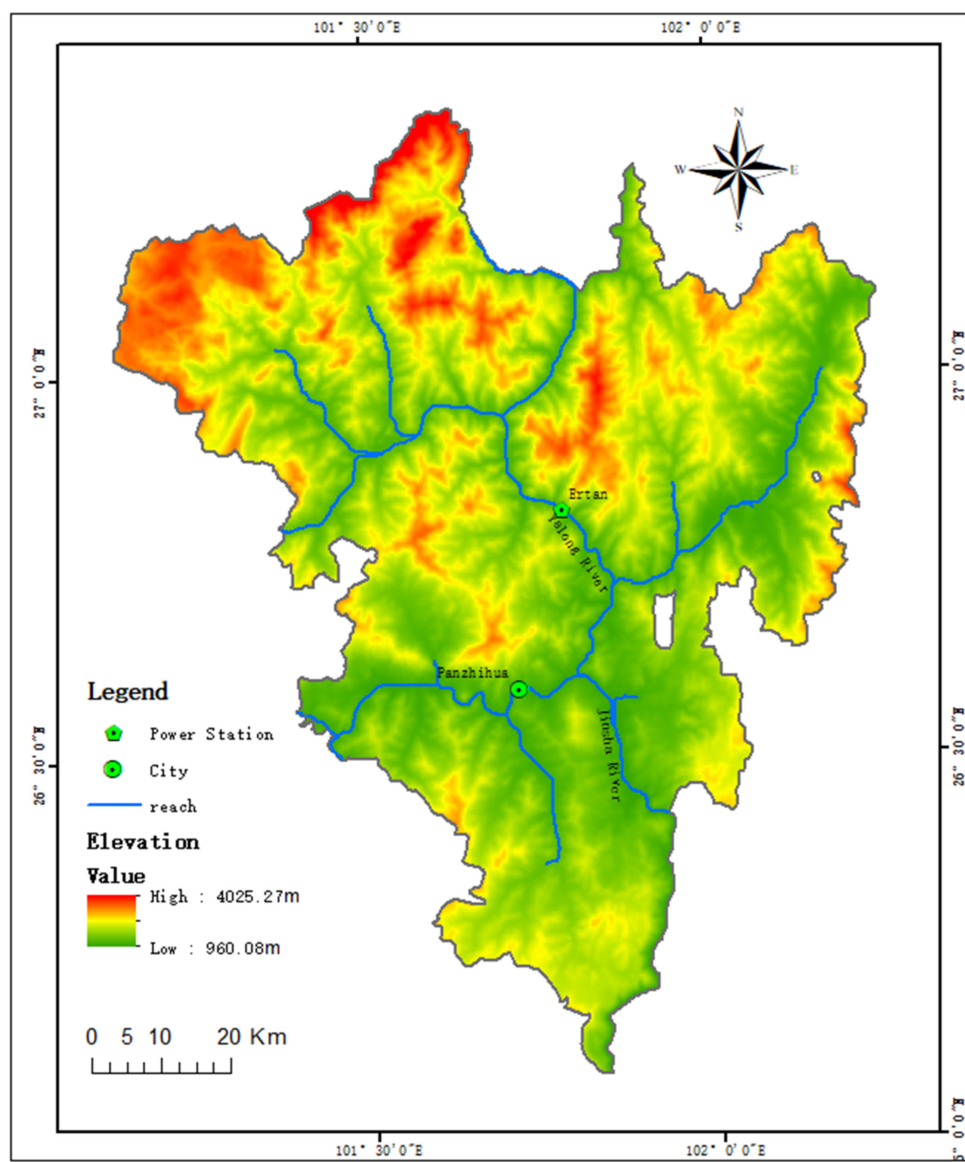 101° 30′0″E
102° 0′0″E
N
W
E
S
27° 0′0″N
27° 0′0″N
Ertan
Yalong River
Panzhihua
Jinsha River
26° 30′0″N
26° 30′0″N
Legend
Power Station
City
reach
Elevation
Value
High : 4025.27m
Low : 960.08m
0 5 10 20 Km
101° 30′0″E
102° 0′0″E